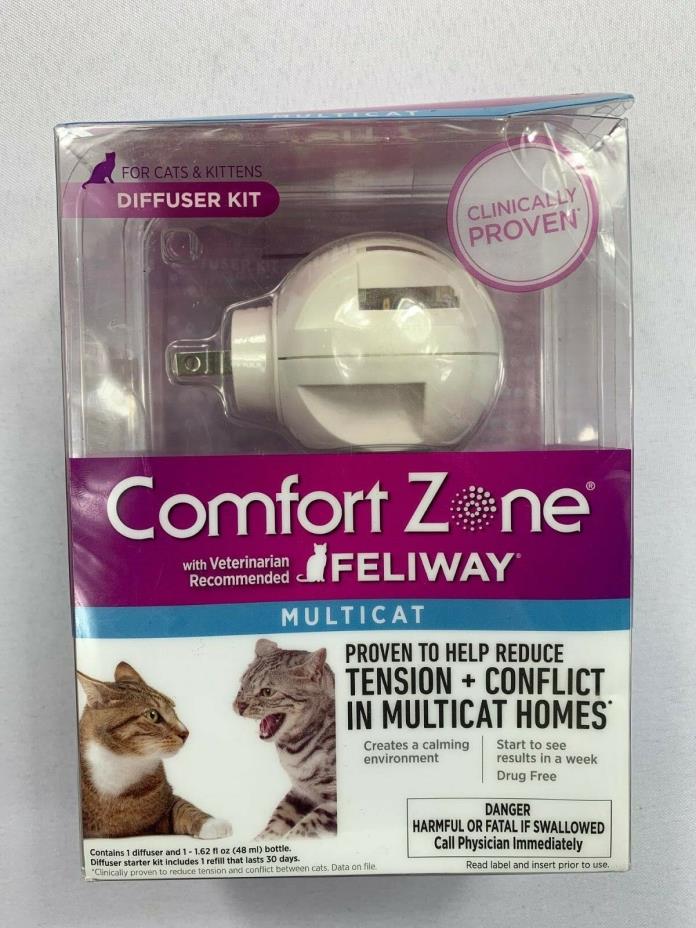 MULTICAT
FOR CATS & KITTENS
DIFFUSER KIT
CLINICALLY
PROVEN*
Comfort Zone®
with Veterinarian
Recommended
FELIWAY®
MULTICAT
PROVEN TO HELP REDUCE
TENSION + CONFLICT
IN MULTICAT HOMES*
Creates a calming
environment
Start to see
results in a week
Drug Free
DANGER
HARMFUL OR FATAL IF SWALLOWED
Call Physician Immediately
Contains 1 diffuser and 1 - 1.62 fl oz (48 ml) bottle.
Diffuser starter kit includes 1 refill that lasts 30 days.
*Clinically proven to reduce tension and conflict between cats. Data on file.
Read label and insert prior to use.